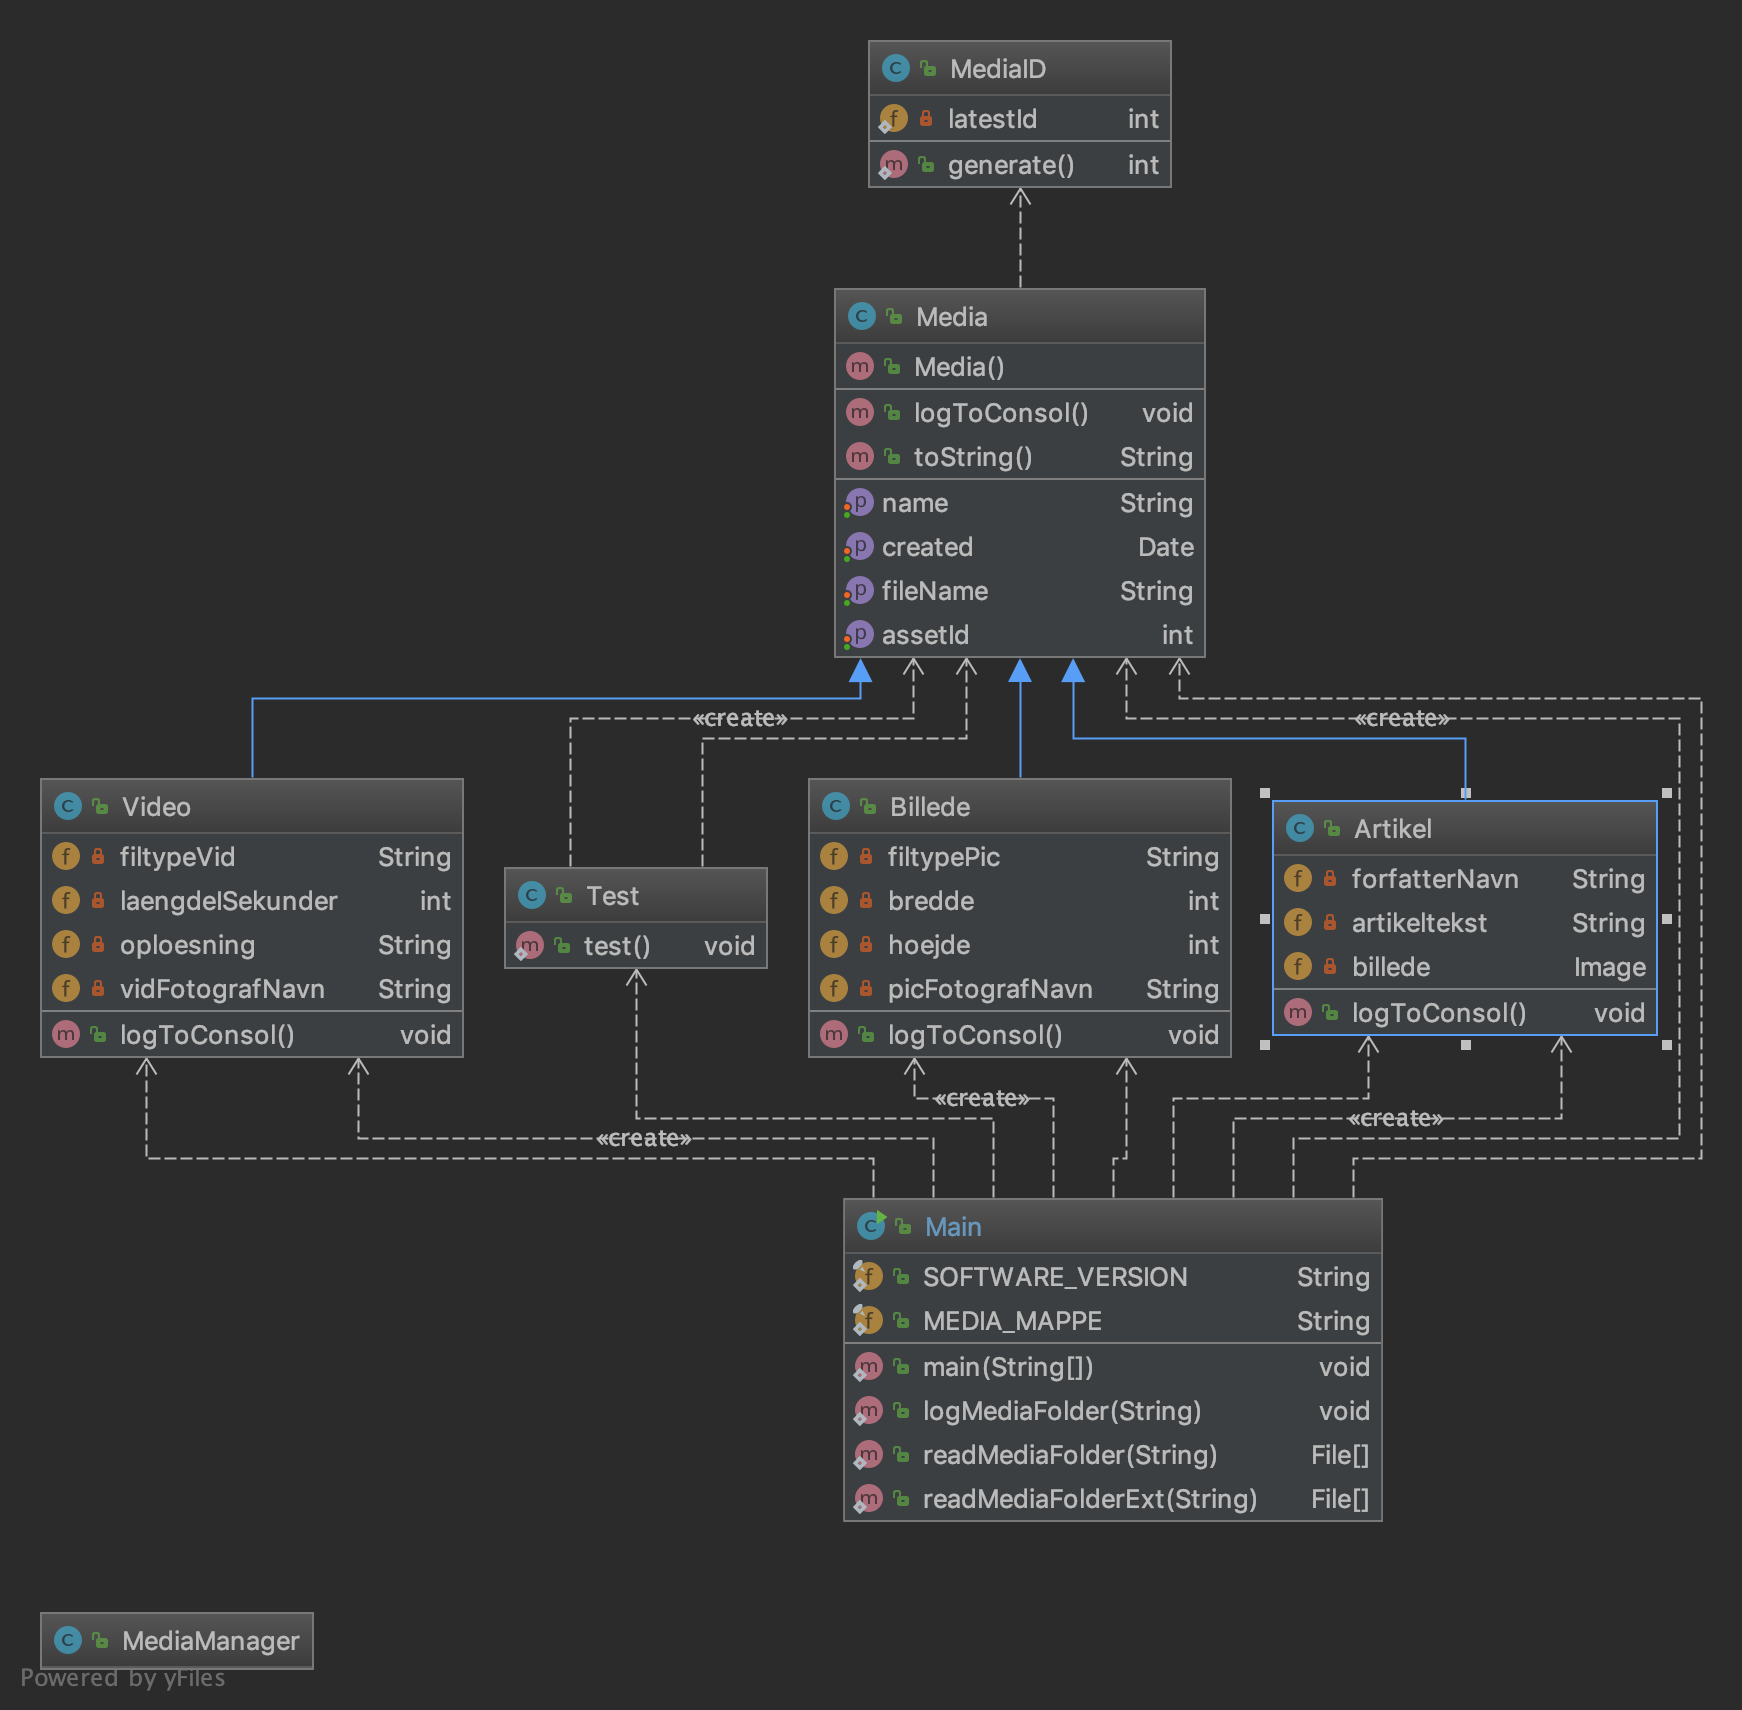 MediaID
latestId int
generate() int
Media
Media()
logToConsol() void
toString() String
name String
created Date
fileName String
assetId int
«create»
«create»
Video
filtypeVid String
laengdeISekunder int
oploesning String
vidFotografNavn String
logToConsol() void
Test
test() void
Billede
filtypePic String
bredde int
hoejde int
picFotografNavn String
logToConsol() void
Artikel
forfatterNavn String
artikeltekst String
billede Image
logToConsol() void
«create»
«create»
«create»
Main
SOFTWARE_VERSION String
MEDIA_MAPPE String
main(String[]) void
logMediaFolder(String) void
readMediaFolder(String) File[]
readMediaFolderExt(String) File[]
MediaManager
Powered by yFiles